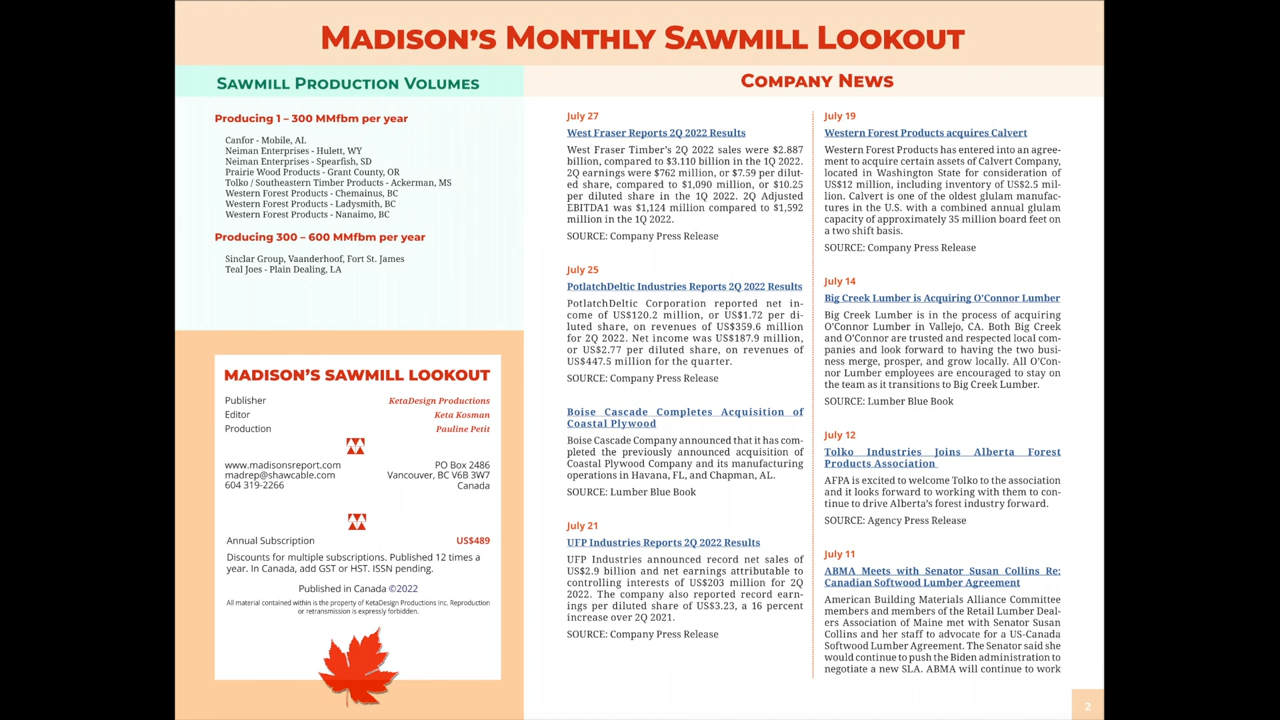 MADISON'S MONTHLY SAWMILL LOOKOUT
SAWMILL PRODUCTION VOLUMES
Producing 1 – 300 MMfbm per year
Canfor - Mobile, AL
Neiman Enterprises - Hulett, WY
Neiman Enterprises - Spearfish, SD
Prairie Wood Products - Grant County, OR
Tolko / Southeastern Timber Products - Ackerman, MS
Western Forest Products - Chemainus, BC
Western Forest Products - Ladysmith, BC
Western Forest Products - Nanaimo, BC
Producing 300 – 600 MMfbm per year
Sinclar Group, Vaanderhoof, Fort St. James
Teal Joes - Plain Dealing, LA
MADISON'S SAWMILL LOOKOUT
Publisher KetaDesign Productions
Editor Keta Kosman
Production Pauline Petit
www.madisonsreport.com PO Box 2486
madrep@shawcable.com Vancouver, BC V6B 3W7
604 319-2266 Canada
Annual Subscription US$489
Discounts for multiple subscriptions. Published 12 times a
year. In Canada, add GST or HST. ISSN pending.
Published in Canada ©2022
All material contained within is the property of KetaDesign Productions Inc. Reproduction
or retransmission is expressly forbidden.
COMPANY NEWS
July 27
West Fraser Reports 2Q 2022 Results
West Fraser Timber's 2Q 2022 sales were $2.887
billion, compared to $3.110 billion in the 1Q 2022.
2Q earnings were $762 million, or $7.59 per dilut-
ed share, compared to $1,090 million, or $10.25
per diluted share in the 1Q 2022. 2Q Adjusted
EBITDA1 was $1,124 million compared to $1,592
million in the 1Q 2022.
SOURCE: Company Press Release
July 25
PotlatchDeltic Industries Reports 2Q 2022 Results
PotlatchDeltic Corporation reported net in-
come of US$120.2 million, or US$1.72 per di-
luted share, on revenues of US$359.6 million
for 2Q 2022. Net income was US$187.9 million,
or US$2.77 per diluted share, on revenues of
US$447.5 million for the quarter.
SOURCE: Company Press Release
Boise Cascade Completes Acquisition of
Coastal Plywood
Boise Cascade Company announced that it has com-
pleted the previously announced acquisition of
Coastal Plywood Company and its manufacturing
operations in Havana, FL, and Chapman, AL.
SOURCE: Lumber Blue Book
July 21
UFP Industries Reports 2Q 2022 Results
UFP Industries announced record net sales of
US$2.9 billion and net earnings attributable to
controlling interests of US$203 million for 2Q
2022. The company also reported record earn-
ings per diluted share of US$3.23, a 16 percent
increase over 2Q 2021.
SOURCE: Company Press Release
July 19
Western Forest Products acquires Calvert
Western Forest Products has entered into an agree-
ment to acquire certain assets of Calvert Company,
located in Washington State for consideration of
US$12 million, including inventory of US$2.5 mil-
lion. Calvert is one of the oldest glulam manufac-
tures in the U.S. with a combined annual glulam
capacity of approximately 35 million board feet on
a two shift basis.
SOURCE: Company Press Release
July 14
Big Creek Lumber is Acquiring O'Connor Lumber
Big Creek Lumber is in the process of acquiring
O'Connor Lumber in Vallejo, CA. Both Big Creek
and O'Connor are trusted and respected local com-
panies and look forward to having the two busi-
ness merge, prosper, and grow locally. All O'Con-
nor Lumber employees are encouraged to stay on
the team as it transitions to Big Creek Lumber.
SOURCE: Lumber Blue Book
July 12
Tolko Industries Joins Alberta Forest
Products Association
AFPA is excited to welcome Tolko to the association
and it looks forward to working with them to con-
tinue to drive Alberta's forest industry forward.
SOURCE: Agency Press Release
July 11
ABMA Meets with Senator Susan Collins Re:
Canadian Softwood Lumber Agreement
American Building Materials Alliance Committee
members and members of the Retail Lumber Deal-
ers Association of Maine met with Senator Susan
Collins and her staff to advocate for a US-Canada
Softwood Lumber Agreement. The Senator said she
would continue to push the Biden administration to
negotiate a new SLA. ABMA will continue to work
2